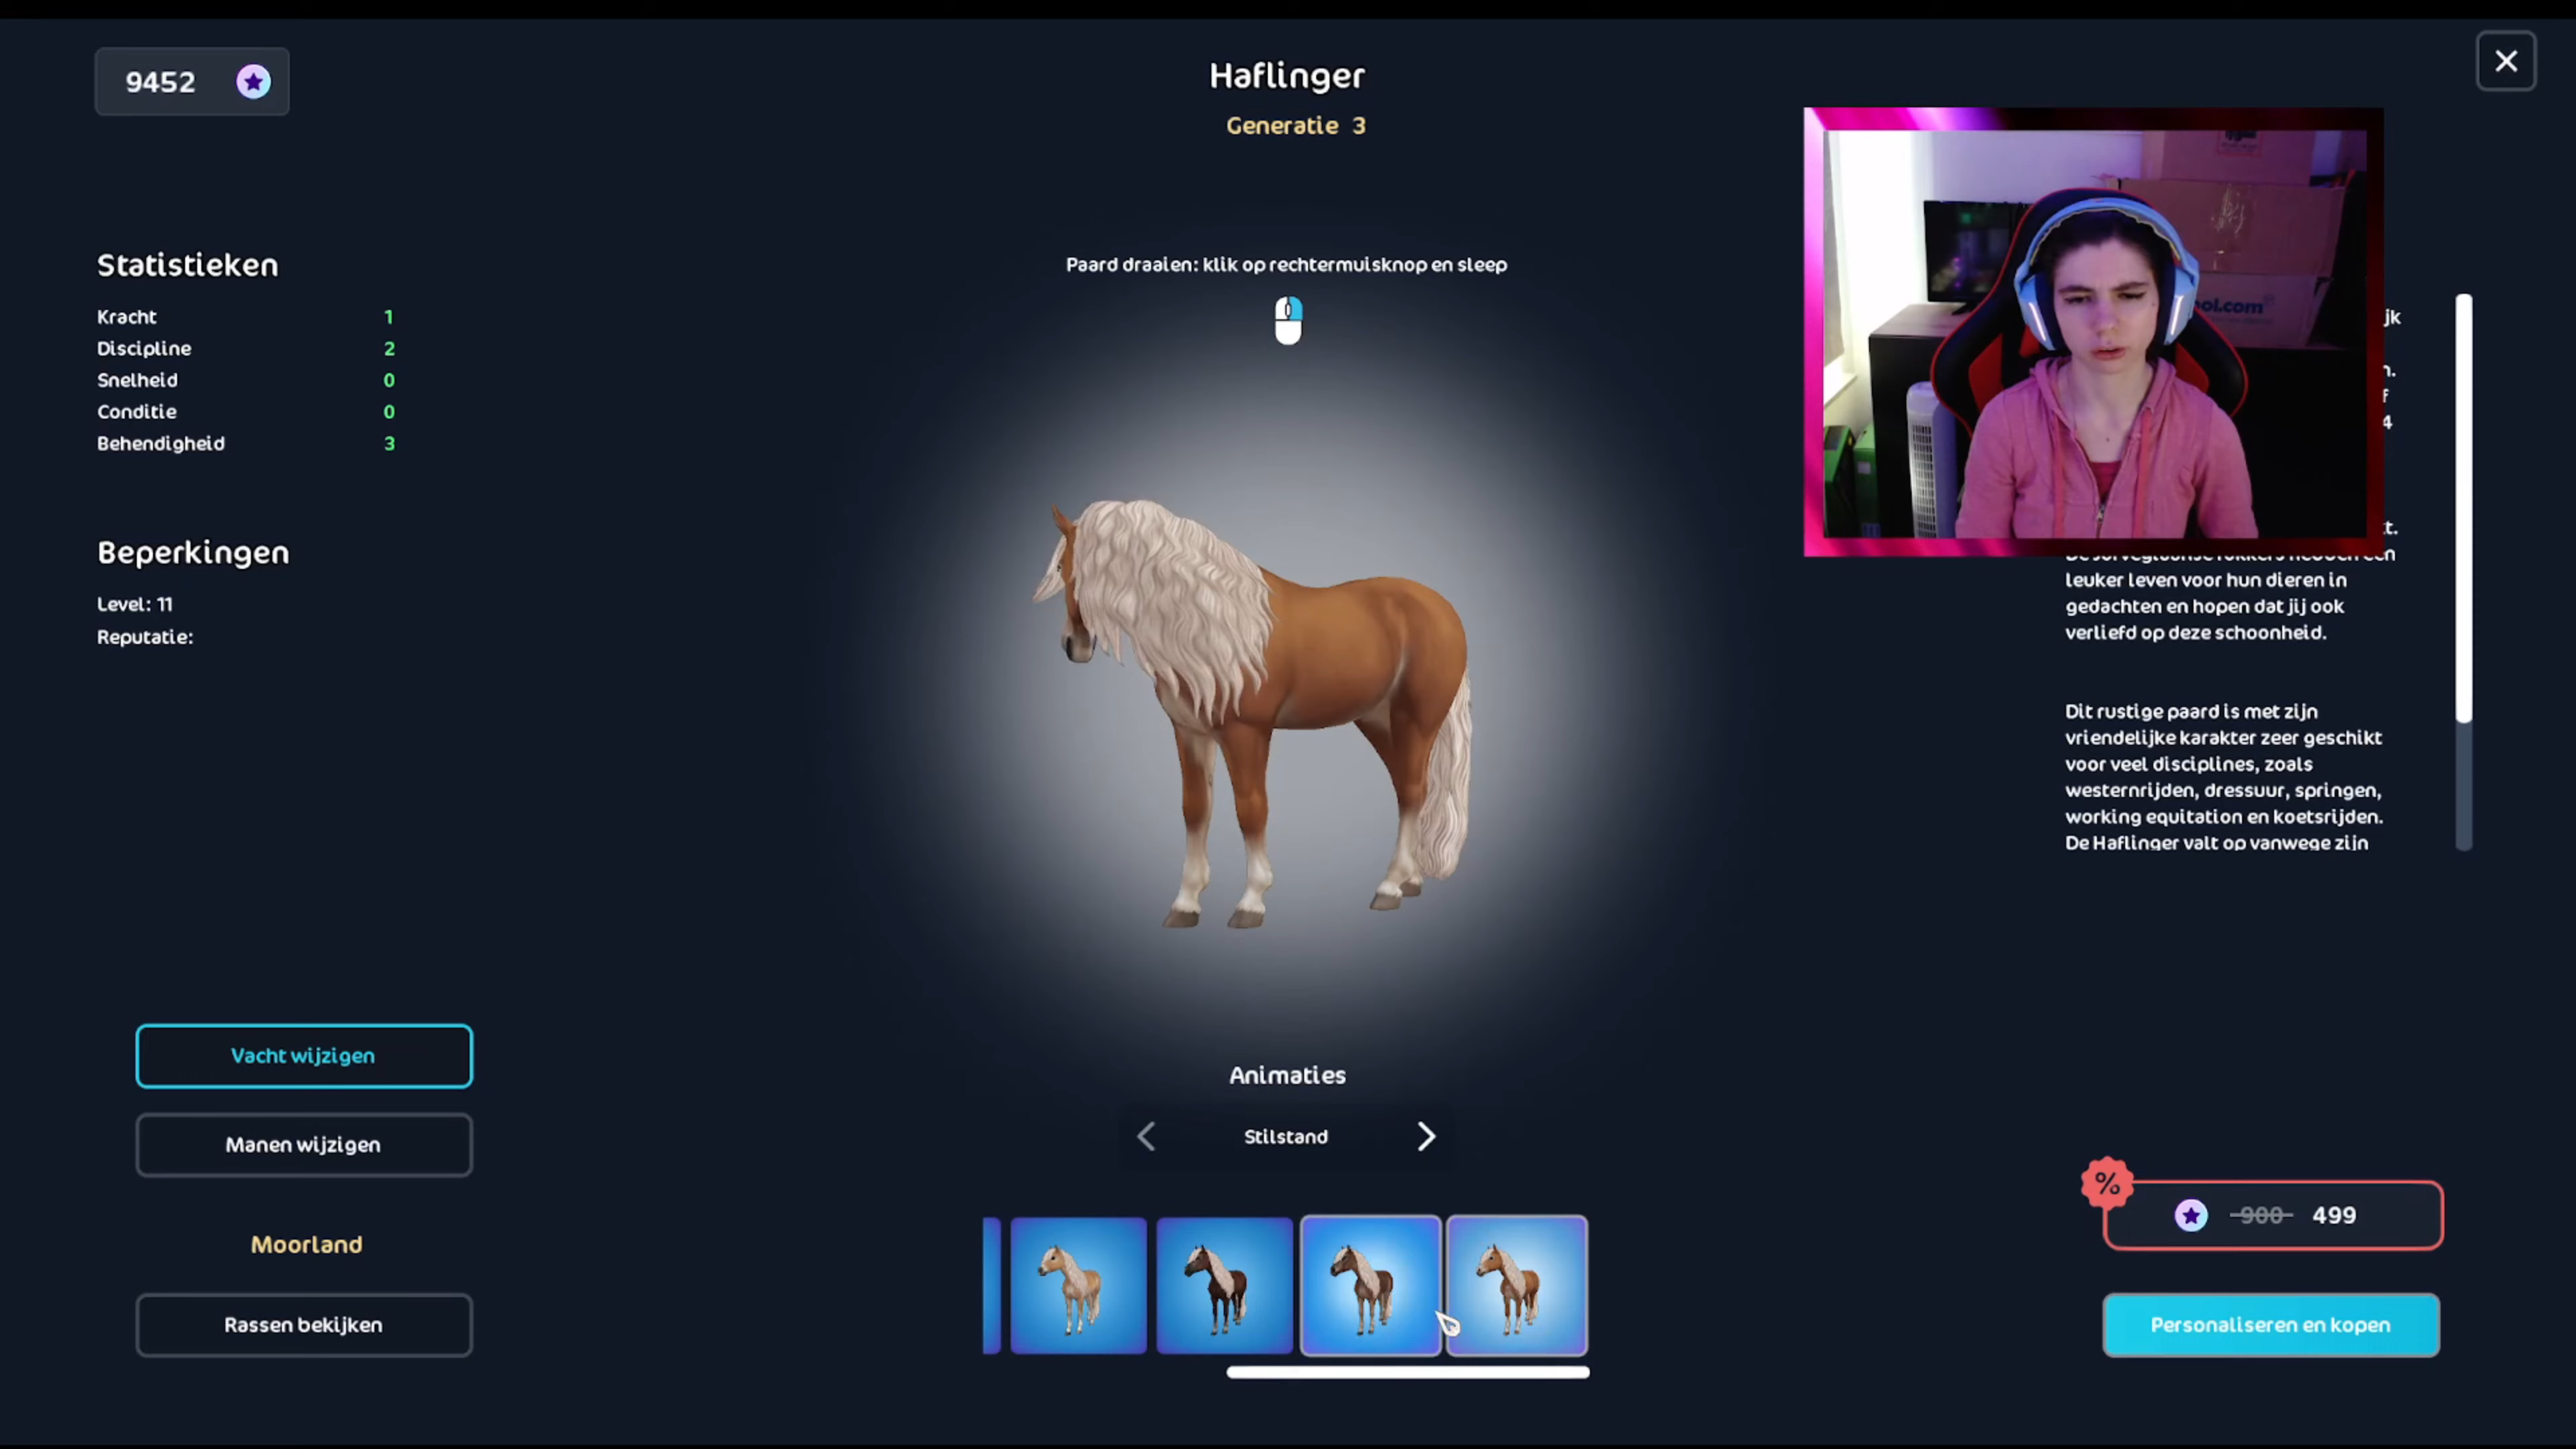 9452
Haflinger
Generatie 3
Statistieken
Kracht 1
Discipline 2
Snelheid 0
Conditie 0
Behendigheid 3
Beperkingen
Level: 11
Reputatie:
Paard draaien: klik op rechtermuisknop en sleep
ool.com
jk
n.
f
4
t.
leuker leven voor hun dieren in
gedachten en hopen dat jij ook
verliefd op deze schoonheid.
Dit rustige paard is met zijn
vriendelijke karakter zeer geschikt
voor veel disciplines, zoals
westernrijden, dressuur, springen,
working equitation en koetsrijden.
De Haflinger valt op vanwege zijn
Vacht wijzigen
Manen wijzigen
Moorland
Rassen bekijken
Animaties
Stilstand
%
900 499
Personaliseren en kopen